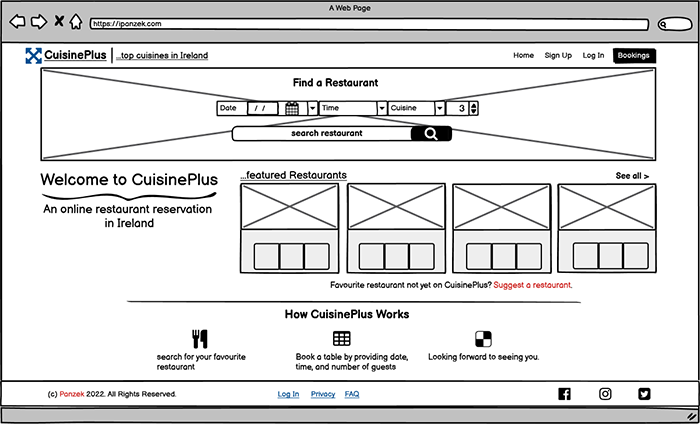 A Web Page
https://ipanzek.com
CuisinePlus ...top cuisines in Ireland Home Sign Up Log In Bookings
Find a Restaurant
Date / / Time Cuisine 3
search restaurant
Welcome to CuisinePlus
An online restaurant reservation
in Ireland
...featured Restaurants See all >
Favourite restaurant not yet on CuisinePlus? Suggest a restaurant.
How CuisinePlus Works
search for your favourite
restaurant
Book a table by providing date,
time, and number of guests
Looking forward to seeing you.
(c) Panzek 2022. All Rights Reserved. Log In Privacy FAQ